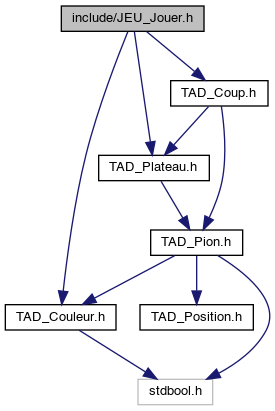 include/JEU_Jouer.h
TAD_Coup.h
TAD_Plateau.h
TAD_Pion.h
TAD_Couleur.h
TAD_Position.h
stdbool.h